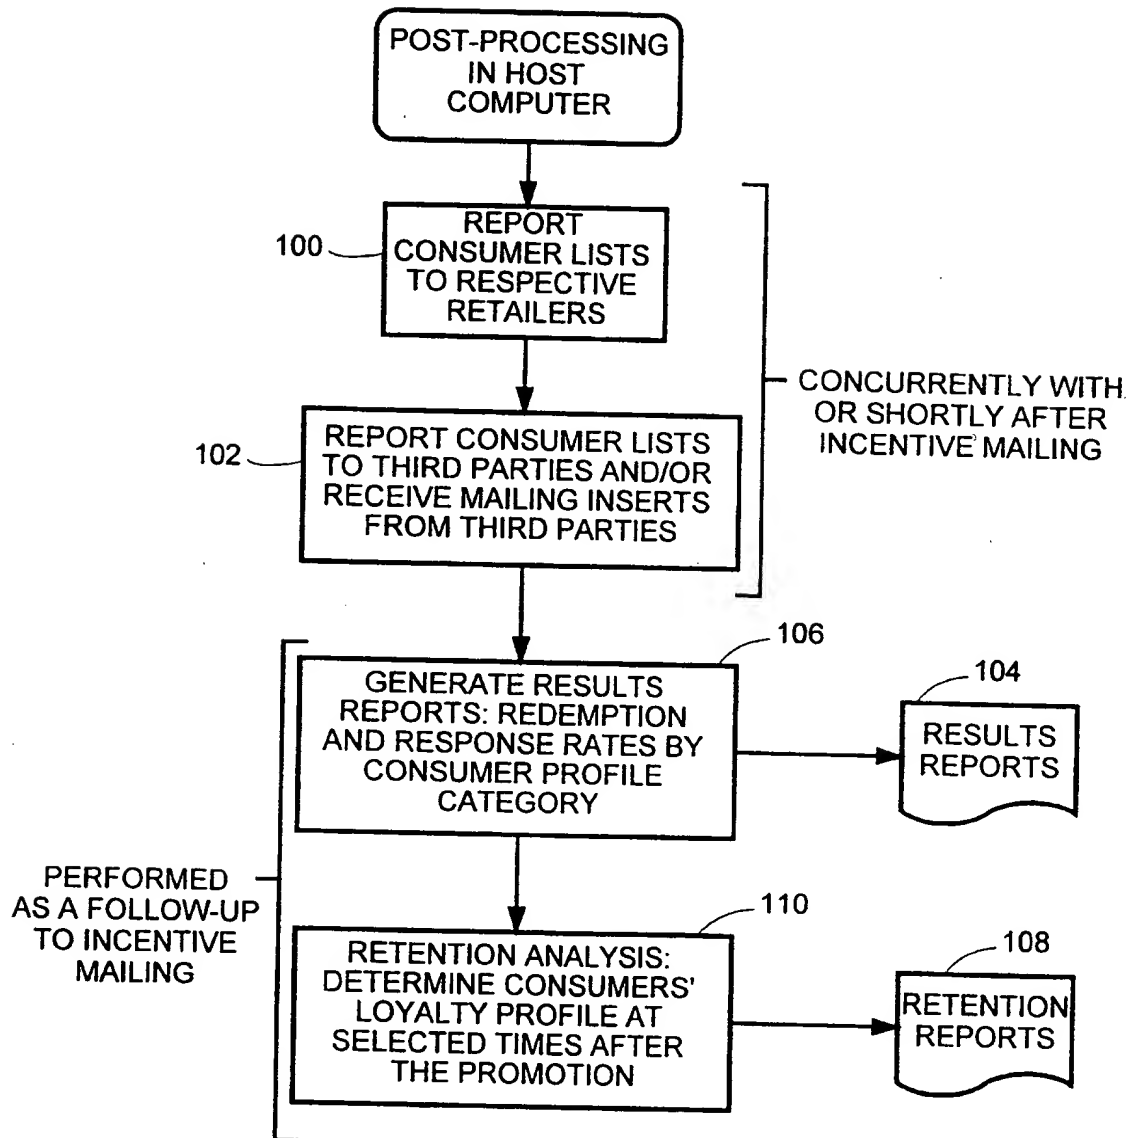 POST-PROCESSING
IN HOST
COMPUTER
100
REPORT
CONSUMER LISTS
TO RESPECTIVE
RETAILERS
CONCURRENTLY WITH
OR SHORTLY AFTER
INCENTIVE MAILING
102
REPORT CONSUMER LISTS
TO THIRD PARTIES AND/OR
RECEIVE MAILING INSERTS
FROM THIRD PARTIES
106
GENERATE RESULTS
REPORTS: REDEMPTION
AND RESPONSE RATES BY
CONSUMER PROFILE
CATEGORY
104
RESULTS
REPORTS
PERFORMED
AS A FOLLOW-UP
TO INCENTIVE
MAILING
110
RETENTION ANALYSIS:
DETERMINE CONSUMERS'
LOYALTY PROFILE AT
SELECTED TIMES AFTER
THE PROMOTION
108
RETENTION
REPORTS